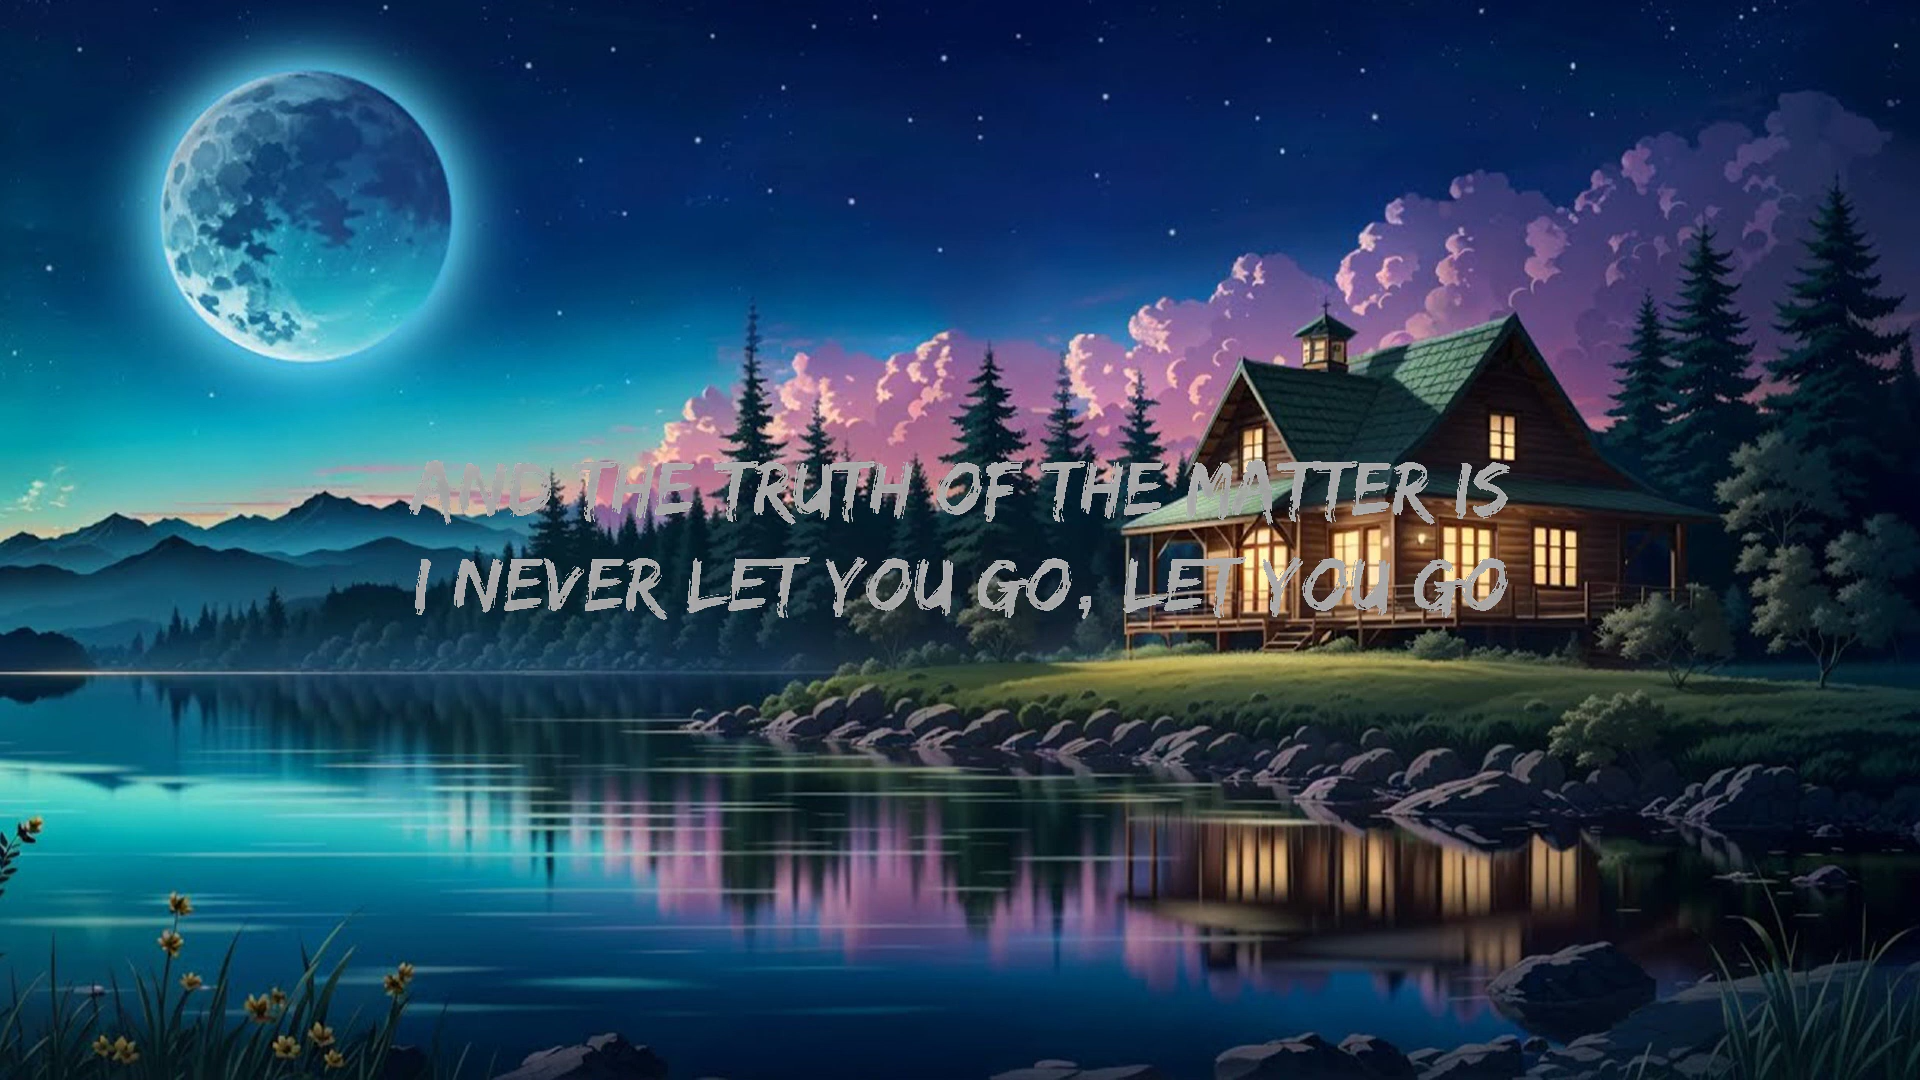 AND THE TRUTH OF THE MATTER IS
I NEVER LET YOU GO, LET YOU GO